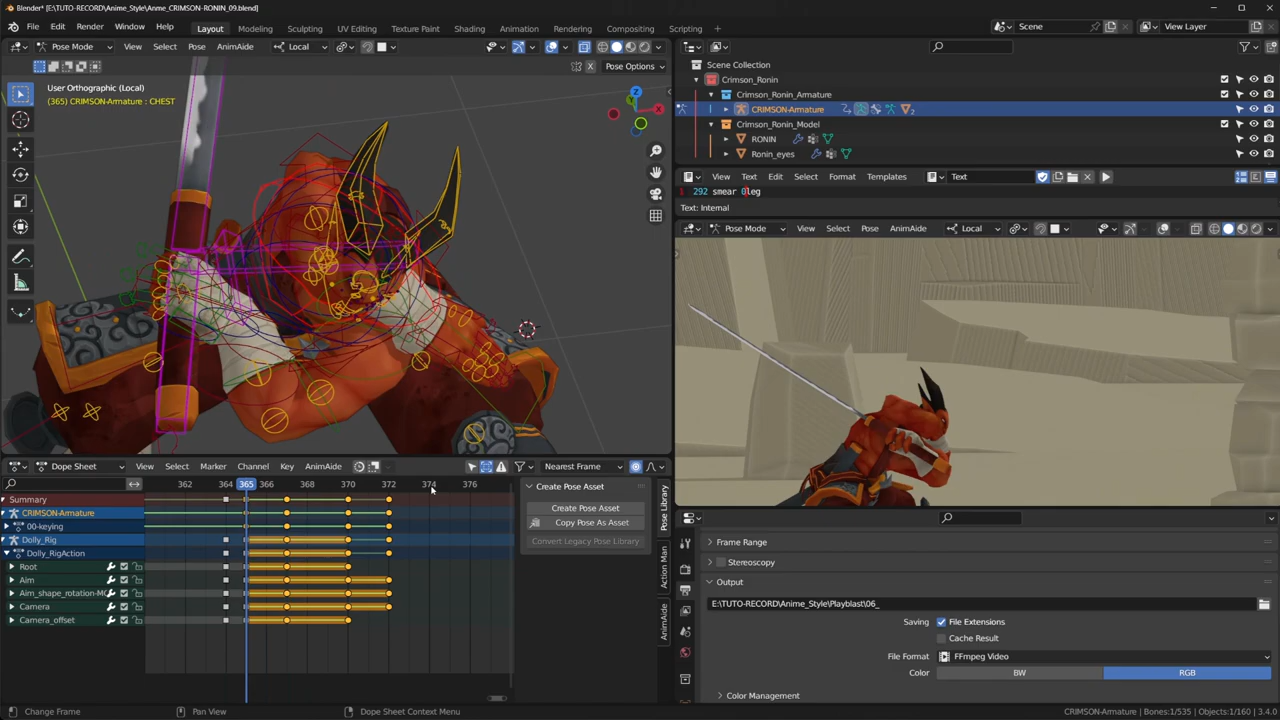 Blender* [E:\TUTO-RECORD\Anime_Style\Anime_CRIMSON-RONIN_09.blend]
File Edit Render Window Help Layout Modeling Sculpting UV Editing Texture Paint Shading Animation Rendering Compositing Scripting + Scene View Layer
Pose Mode View Select Pose AnimAide Local
X Pose Options
User Orthographic (Local)
(365) CRIMSON-Armature : CHEST
Z
X
Scene Collection
Crimson_Ronin
Crimson_Ronin_Armature
CRIMSON-Armature 2
Crimson_Ronin_Model
RONIN
Ronin_eyes
View Text Edit Select Format Templates Text
1 292 smear 0leg
Text: Internal
Pose Mode View Select Pose AnimAide Local
Dope Sheet View Select Marker Channel Key AnimAide Nearest Frame
362 364 365 366 368 370 372 374 376
Summary
CRIMSON-Armature
00-keying
Dolly_Rig
Dolly_RigAction
Root
Aim
Aim_shape_rotation-MC
Camera
Camera_offset
Create Pose Asset
Create Pose Asset
Copy Pose As Asset
Convert Legacy Pose Library
Pose Library
Action Man
AnimAide
Frame Range
Stereoscopy
Output
E:\TUTO-RECORD\Anime_Style\Playblast\06_
Saving File Extensions
Cache Result
File Format FFmpeg Video
Color BW RGB
Color Management
Change Frame Pan View Dope Sheet Context Menu CRIMSON-Armature | Bones:1/535 | Objects:1/160 | 3.4.0